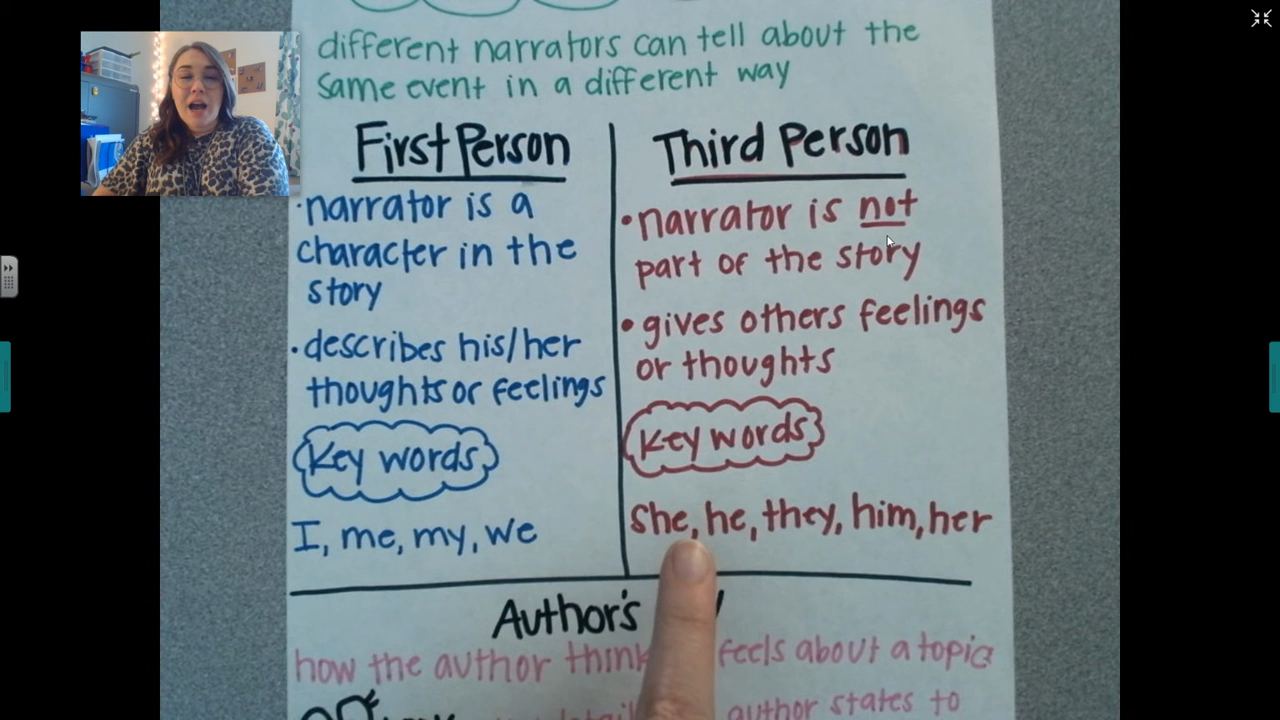 different narrators can tell about the
same event in a different way
First Person
• narrator is a
character in the
story
• describes his/her
thoughts or feelings
Key words
I, me, my, we
Third Person
• narrator is not
part of the story
• gives others feelings
or thoughts
Key words
She, he, they, him, her
Author's
how the author think feels about a topic
author states to